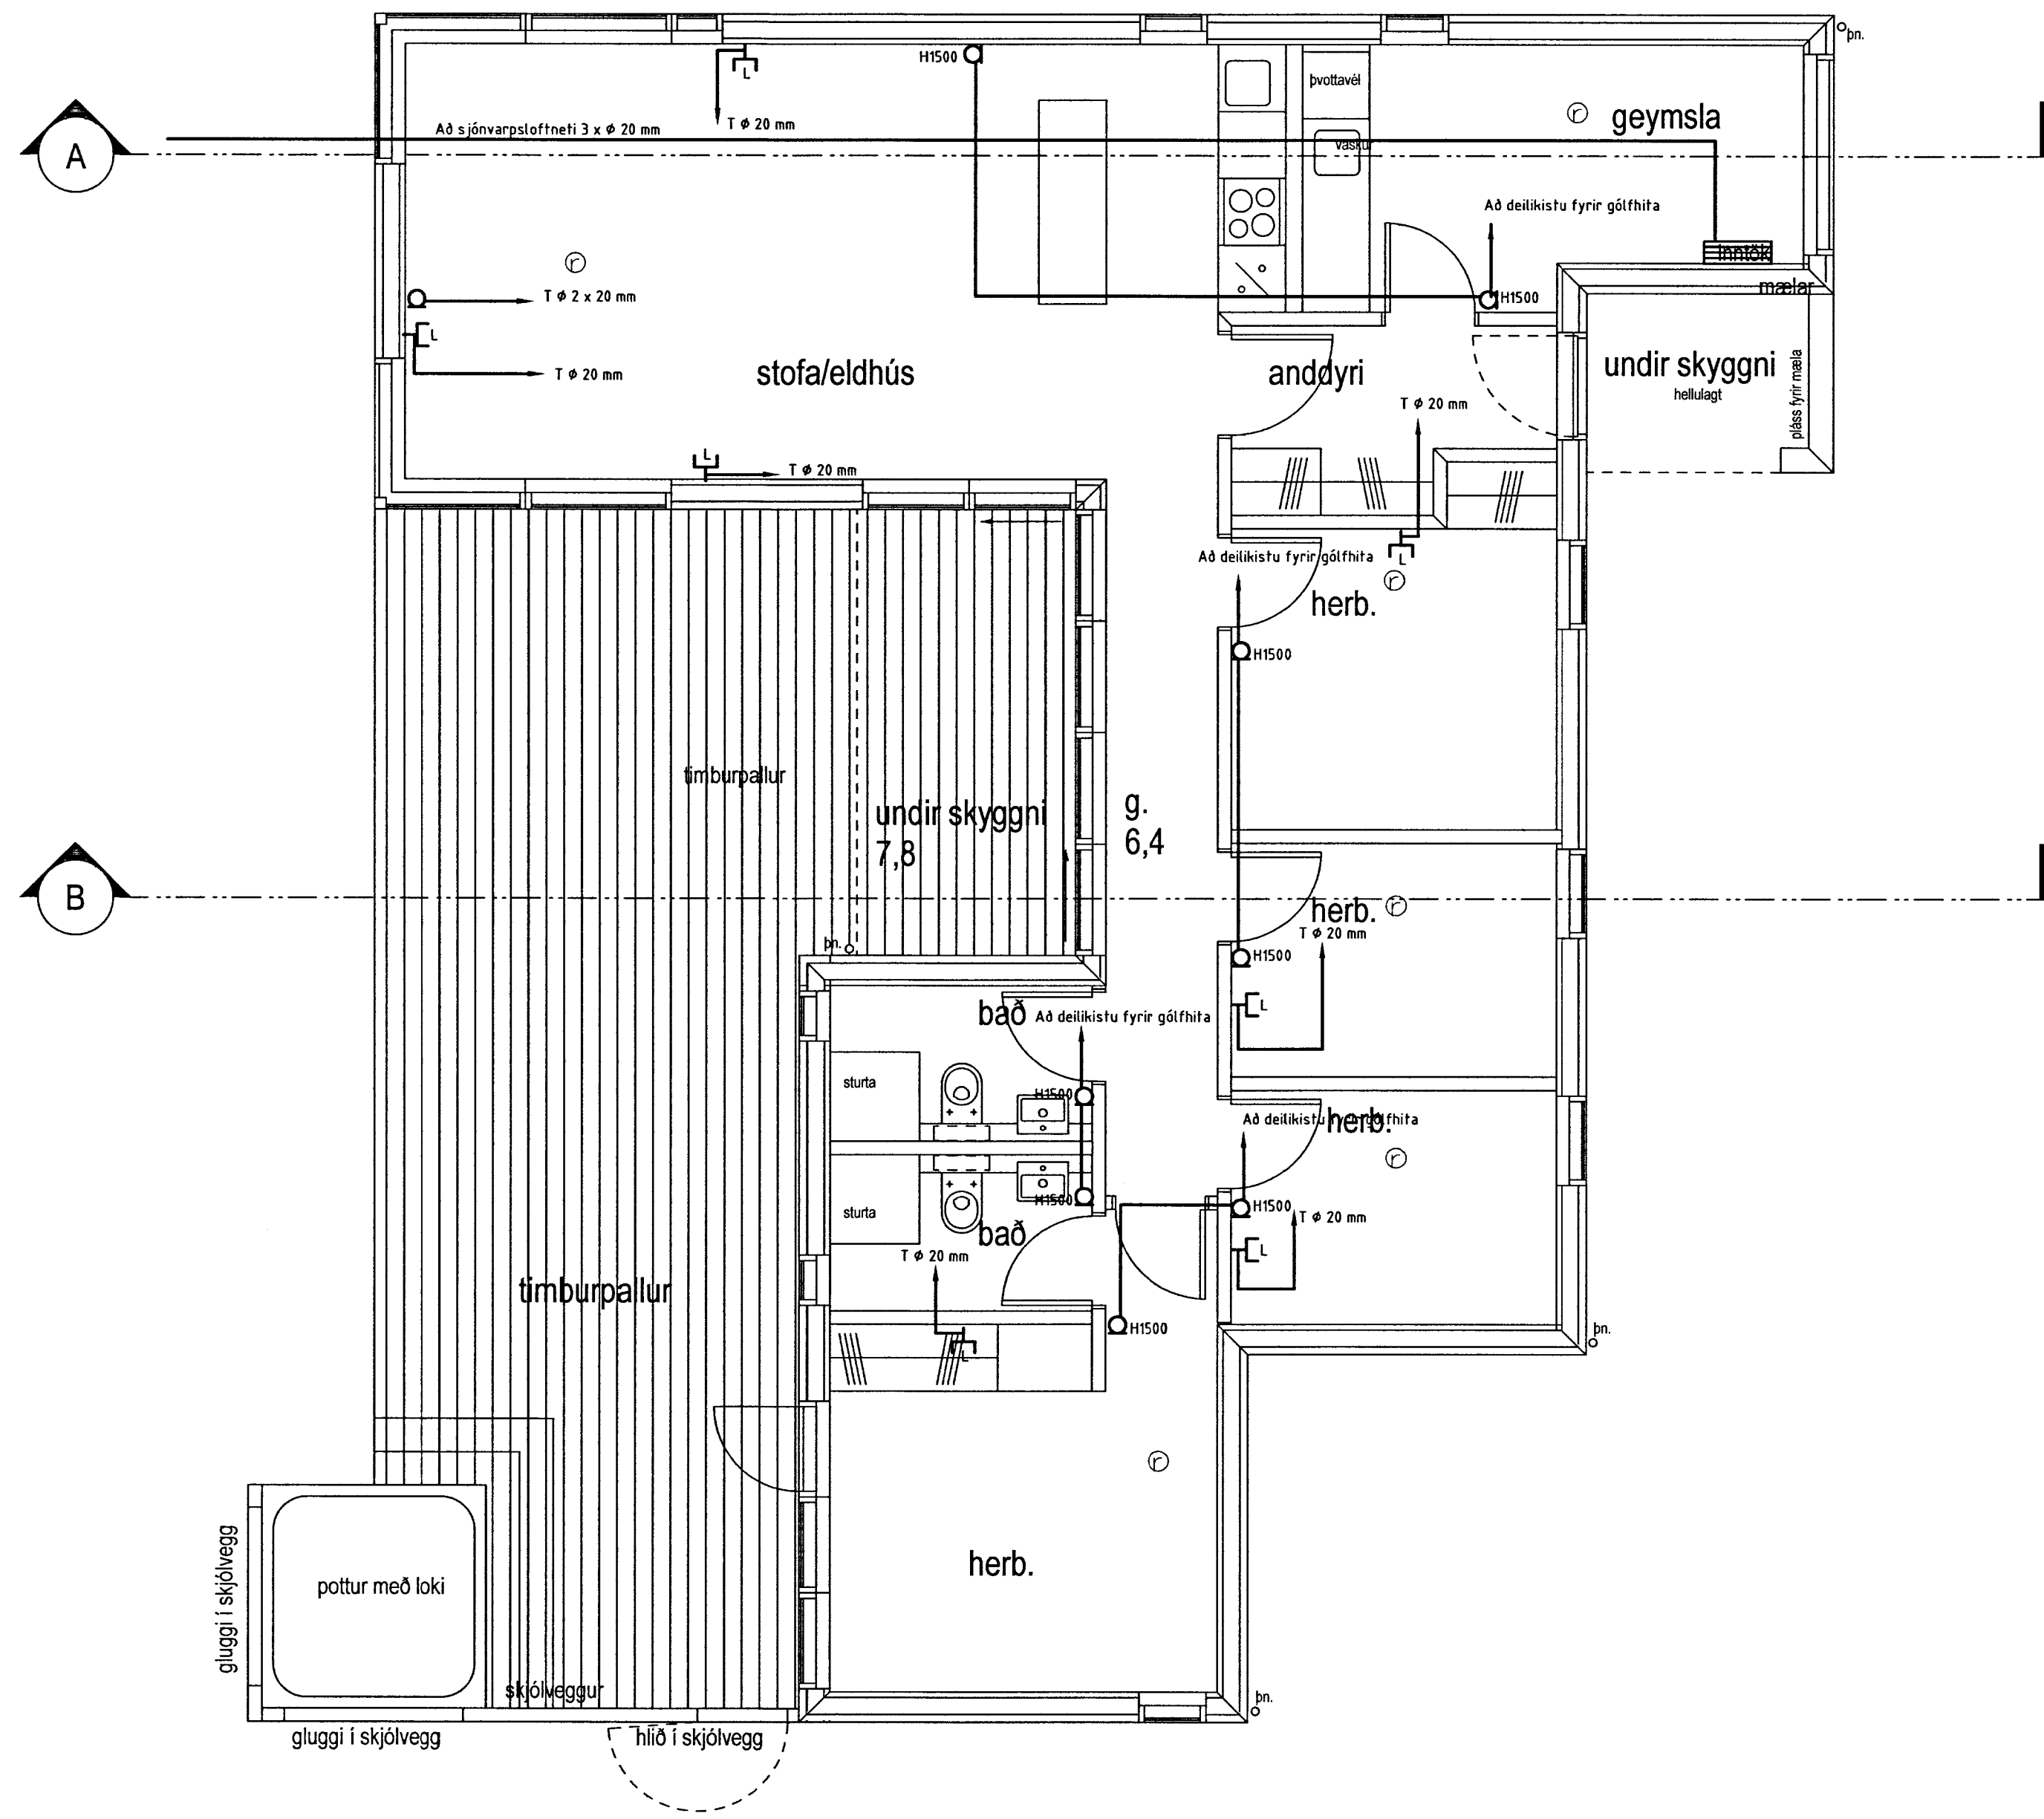 þn.
H1500
L
þvottavél
r
geymsla
T ø 20 mm
Að sjónvarpsloftneti 3 x ø 20 mm
A
vaskur
Að deilikistu fyrir gólfhita
Inntök
r
T ø 2 x 20 mm
H1500
mælar
L
T ø 20 mm
stofa/eldhús
anddyri
undir skyggni
hellulagt
pláss fyrir mæla
T ø 20 mm
L
T ø 20 mm
L
Að deilikistu fyrir gólfhita
r
herb.
H1500
timburpallur
undir skyggni
7,8
g.
6,4
B
herb.
r
T ø 20 mm
þn.
H1500
L
bað
Að deilikistu fyrir gólfhita
sturta
H1500
Að deilikistu fyrir gólfhita
herb.
r
H1500
sturta
H1500
T ø 20 mm
bað
L
T ø 20 mm
timburpallur
L
H1500
þn.
r
herb.
pottur með loki
gluggi í skjólvegg
skjólveggur
þn.
gluggi í skjólvegg
hlið í skjólvegg